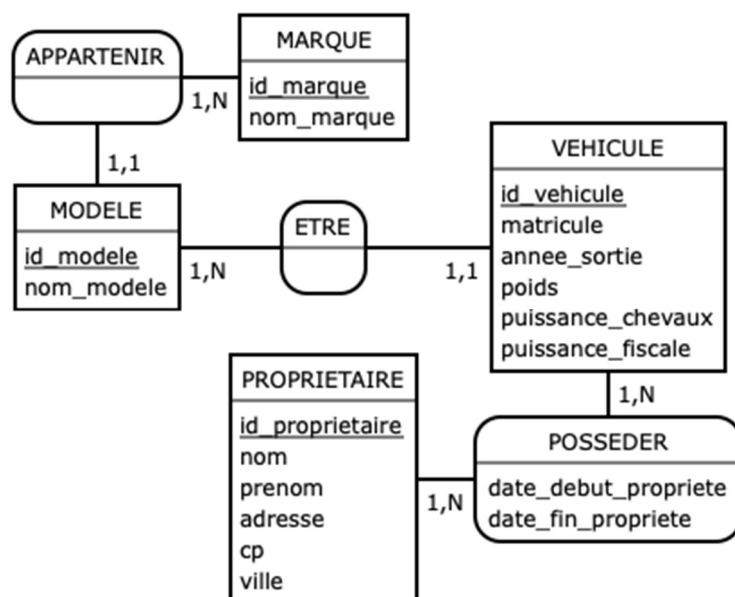 APPARTENIR
MARQUE
id_marque
nom_marque
1,N
1,1
MODELE
id_modele
nom_modele
1,N
ETRE
1,1
VEHICULE
id_vehicule
matricule
annee_sortie
poids
puissance_chevaux
puissance_fiscale
1,N
PROPRIETAIRE
id_proprietaire
nom
prenom
adresse
cp
ville
1,N
POSSEDER
date_debut_propriete
date_fin_propriete